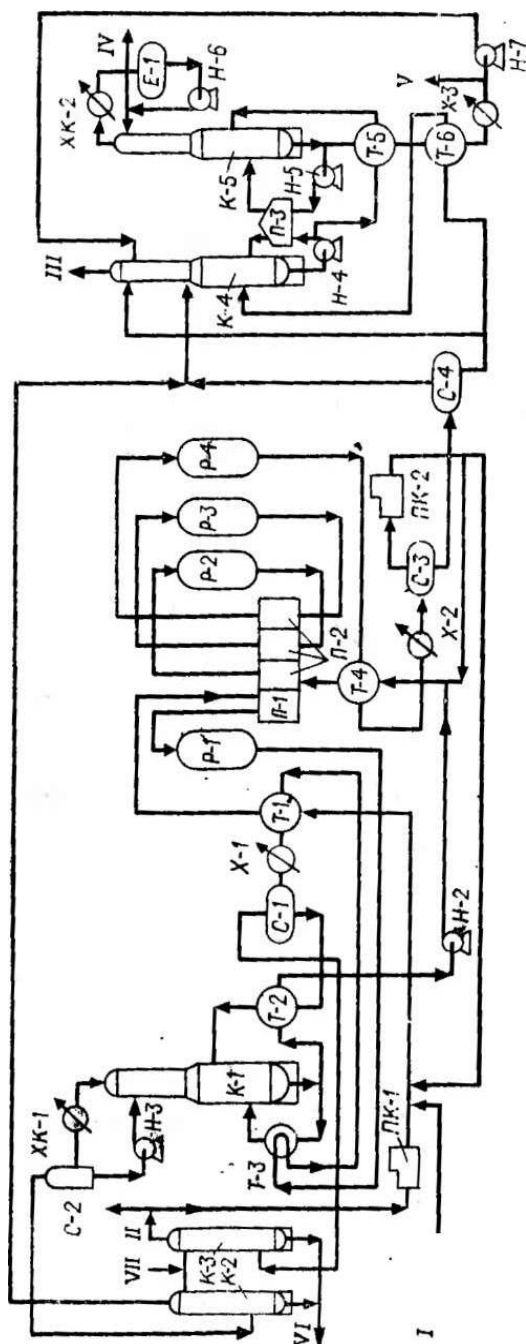 ХК-1
С-2
Н-3
К-1
Т-3
VII
II
К-3
К-2
VI
I
ПК-1
Т-2
С-1
Х-1
Т-1
Н-2
Р-1
П-1
П-2
Р-2
Р-3
Р-4
Т-4
Х-2
С-3
ПК-2
С-4
III
К-4
Н-4
П-3
К-5
Н-5
ХК-2
Е-1
IV
Н-6
Т-5
Т-6
V
Х-3
Н-7